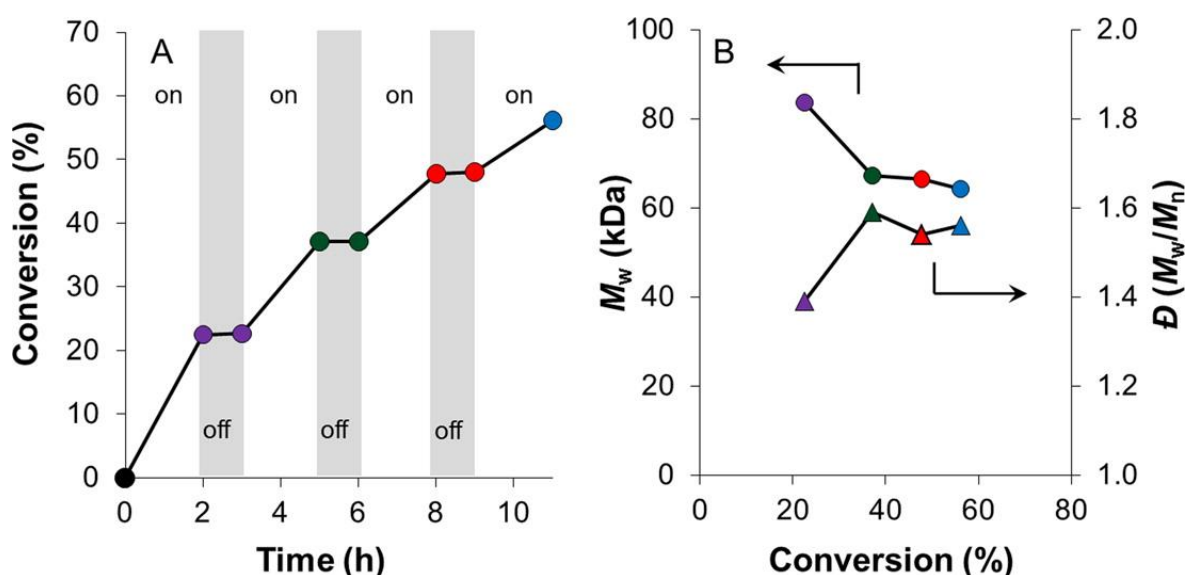 A
Conversion (%)
70
60
50
40
30
20
10
0
on
on
on
on
off
off
off
0 2 4 6 8 10
Time (h)
B
Mw (kDa)
100
80
60
40
20
0
2.0
1.8
1.6
1.4
1.2
1.0
Đ (Mw/Mn)
0 20 40 60 80
Conversion (%)